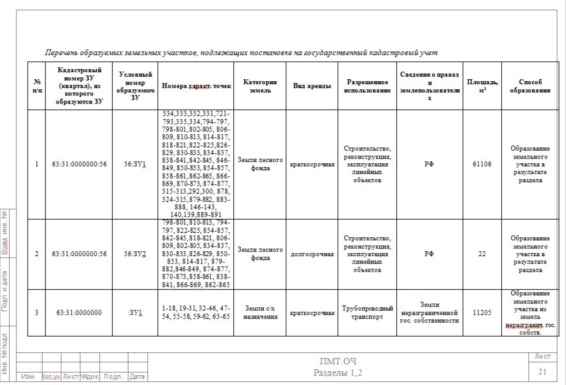 Перечень образуемых земельных участков, подлежащих постановке на государственный кадастровый учет
№
п/п
Кадастровый
номер ЗУ
(квартал), из
которого
образуются ЗУ
Условный
номер
образуемого
ЗУ
Номера характ. точек
Категория
земель
Вид аренды
Разрешенное
использование
Сведения о правах
и
землепользователи
х
Площадь,
м²
Способ
образования
1
63:31:0000000:56
56:ЗУ1
334,333,332,331,721-
793,335,334,794-797,
798-801,802-805, 806-
809, 810-813, 814-817,
818-821,822-825,826-
829, 830-833, 834-837,
838-841, 842-845, 846-
849, 850-853, 854-857,
858-861, 862-865, 866-
869, 870-873, 874-877,
315-313,292,300, 878,
324-315, 879-882, 883-
888, 146-143,
140,139,889-891
Земли лесного
фонда
краткосрочная
Строительство,
реконструкция,
эксплуатация
линейных
объектов
РФ
61106
Образование
земельного
участка в
результате
раздела
2
63:31:0000000:56
56:ЗУ2
798-801,810-813, 794-
797, 822-825, 854-857,
842-845, 818-821, 806-
809, 802-805, 834-837,
830-833, 826-829, 850-
853, 814-817, 879-
882,846-849, 874-877,
870-873, 858-861, 838-
841, 866-869, 862-865
Земли лесного
фонда
долгосрочная
Строительство,
реконструкция,
эксплуатация
линейных
объектов
РФ
22
Образование
земельного
участка в
результате
раздела
3
63:31:0000000
:ЗУ1
1-18, 19-31, 32-46, 47-
54, 55-58, 59-62, 63-65
Земли с/х
назначения
краткосрочная
Трубопроводный
транспорт
Земли
неразграниченной
гос. собственности
11205
Образование
земельного
участка из
земель
неразгранич. гос.
собств.
Взам. инв. №
Подп. и дата
Инв. № подл.
Изм.
Кол.уч.
Лист
№док.
Подп.
Дата
ПМТ.ОЧ
Разделы 1,2
Лист
21